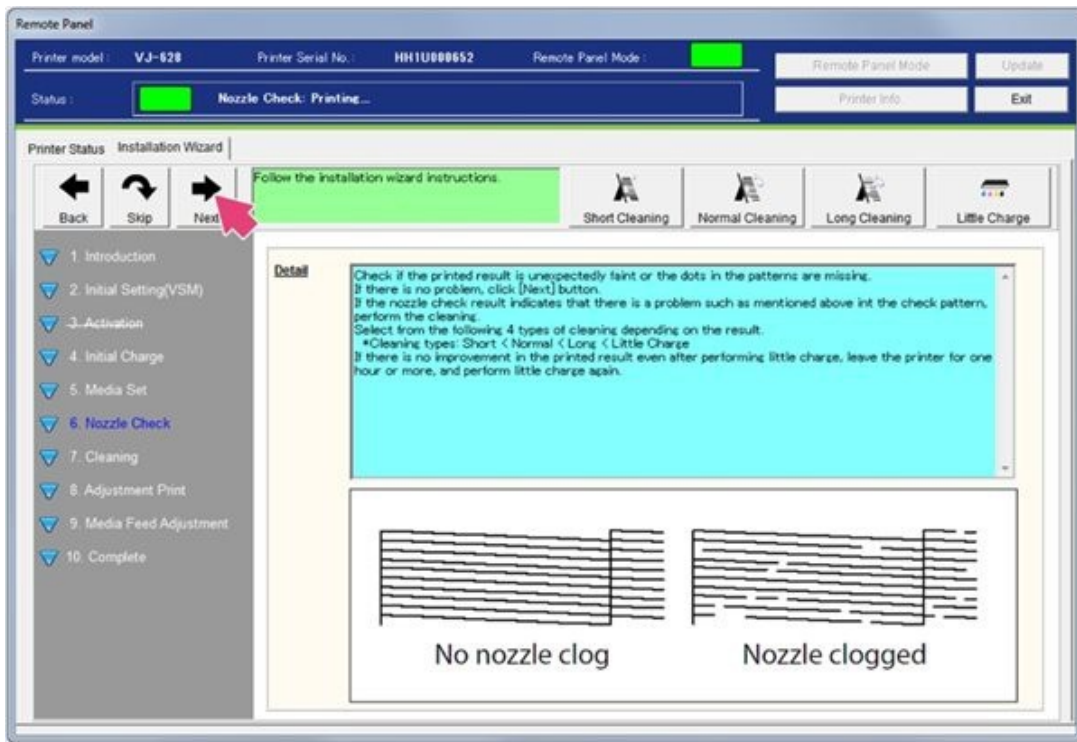 Remote Panel
Printer model : VJ-628 Printer Serial No. : HH1U000652 Remote Panel Mode :
Remote Panel Mode Update
Status : Nozzle Check: Printing...
Printer Info. Exit
Printer Status Installation Wizard
Back Skip Next
Follow the installation wizard instructions.
Short Cleaning Normal Cleaning Long Cleaning Little Charge
1. Introduction
2. Initial Setting(VSM)
3. Activation
4. Initial Charge
5. Media Set
6. Nozzle Check
7. Cleaning
8. Adjustment Print
9. Media Feed Adjustment
10. Complete
Detail
Check if the printed result is unexpectedly faint or the dots in the patterns are missing.
If there is no problem, click [Next] button.
If the nozzle check result indicates that there is a problem such as mentioned above int the check pattern,
perform the cleaning.
Select from the following 4 types of cleaning depending on the result.
*Cleaning types: Short < Normal < Long < Little Charge
If there is no improvement in the printed result even after performing little charge, leave the printer for one
hour or more, and perform little charge again.
No nozzle clog Nozzle clogged